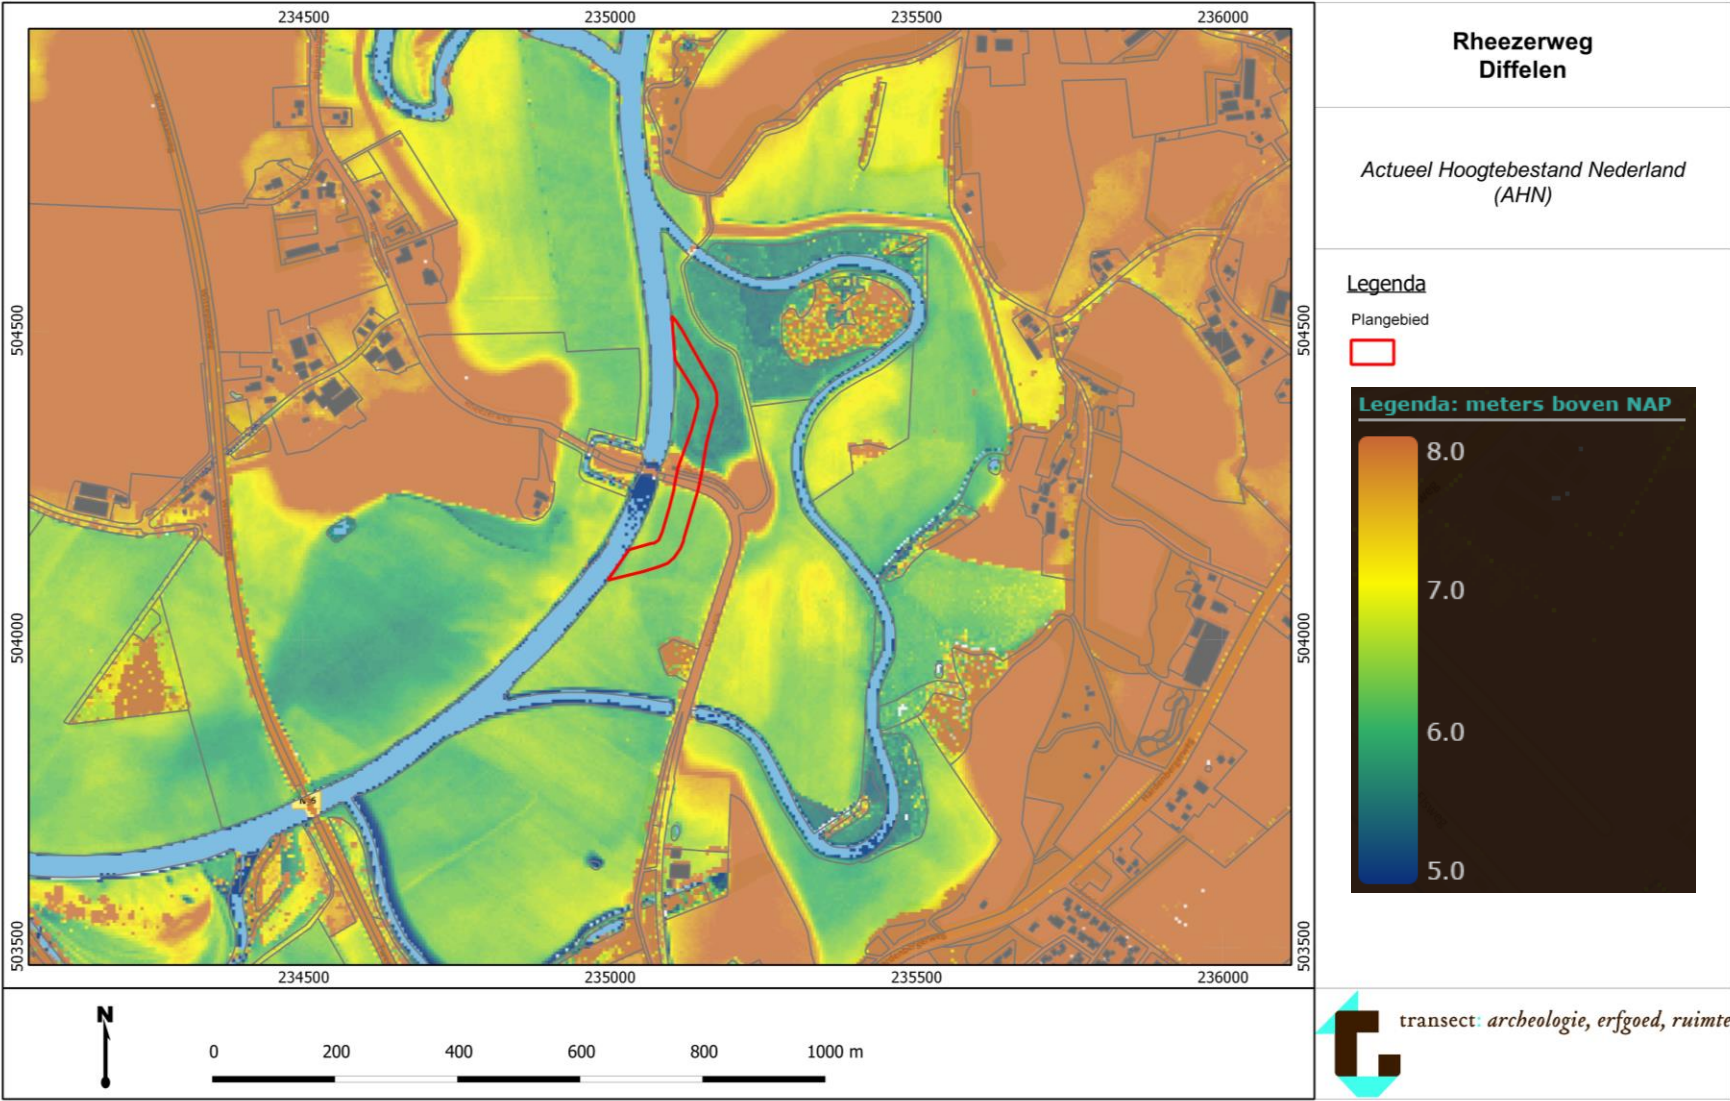 234500 235000 235500 236000
504500
504000
503500
504500
504000
503500
234500 235000 235500 236000
N
0 200 400 600 800 1000 m
Rheezerweg
Diffelen
Actueel Hoogtebestand Nederland
(AHN)
Legenda
Plangebied
Legenda: meters boven NAP
8.0
7.0
6.0
5.0
transect: archeologie, erfgoed, ruimte